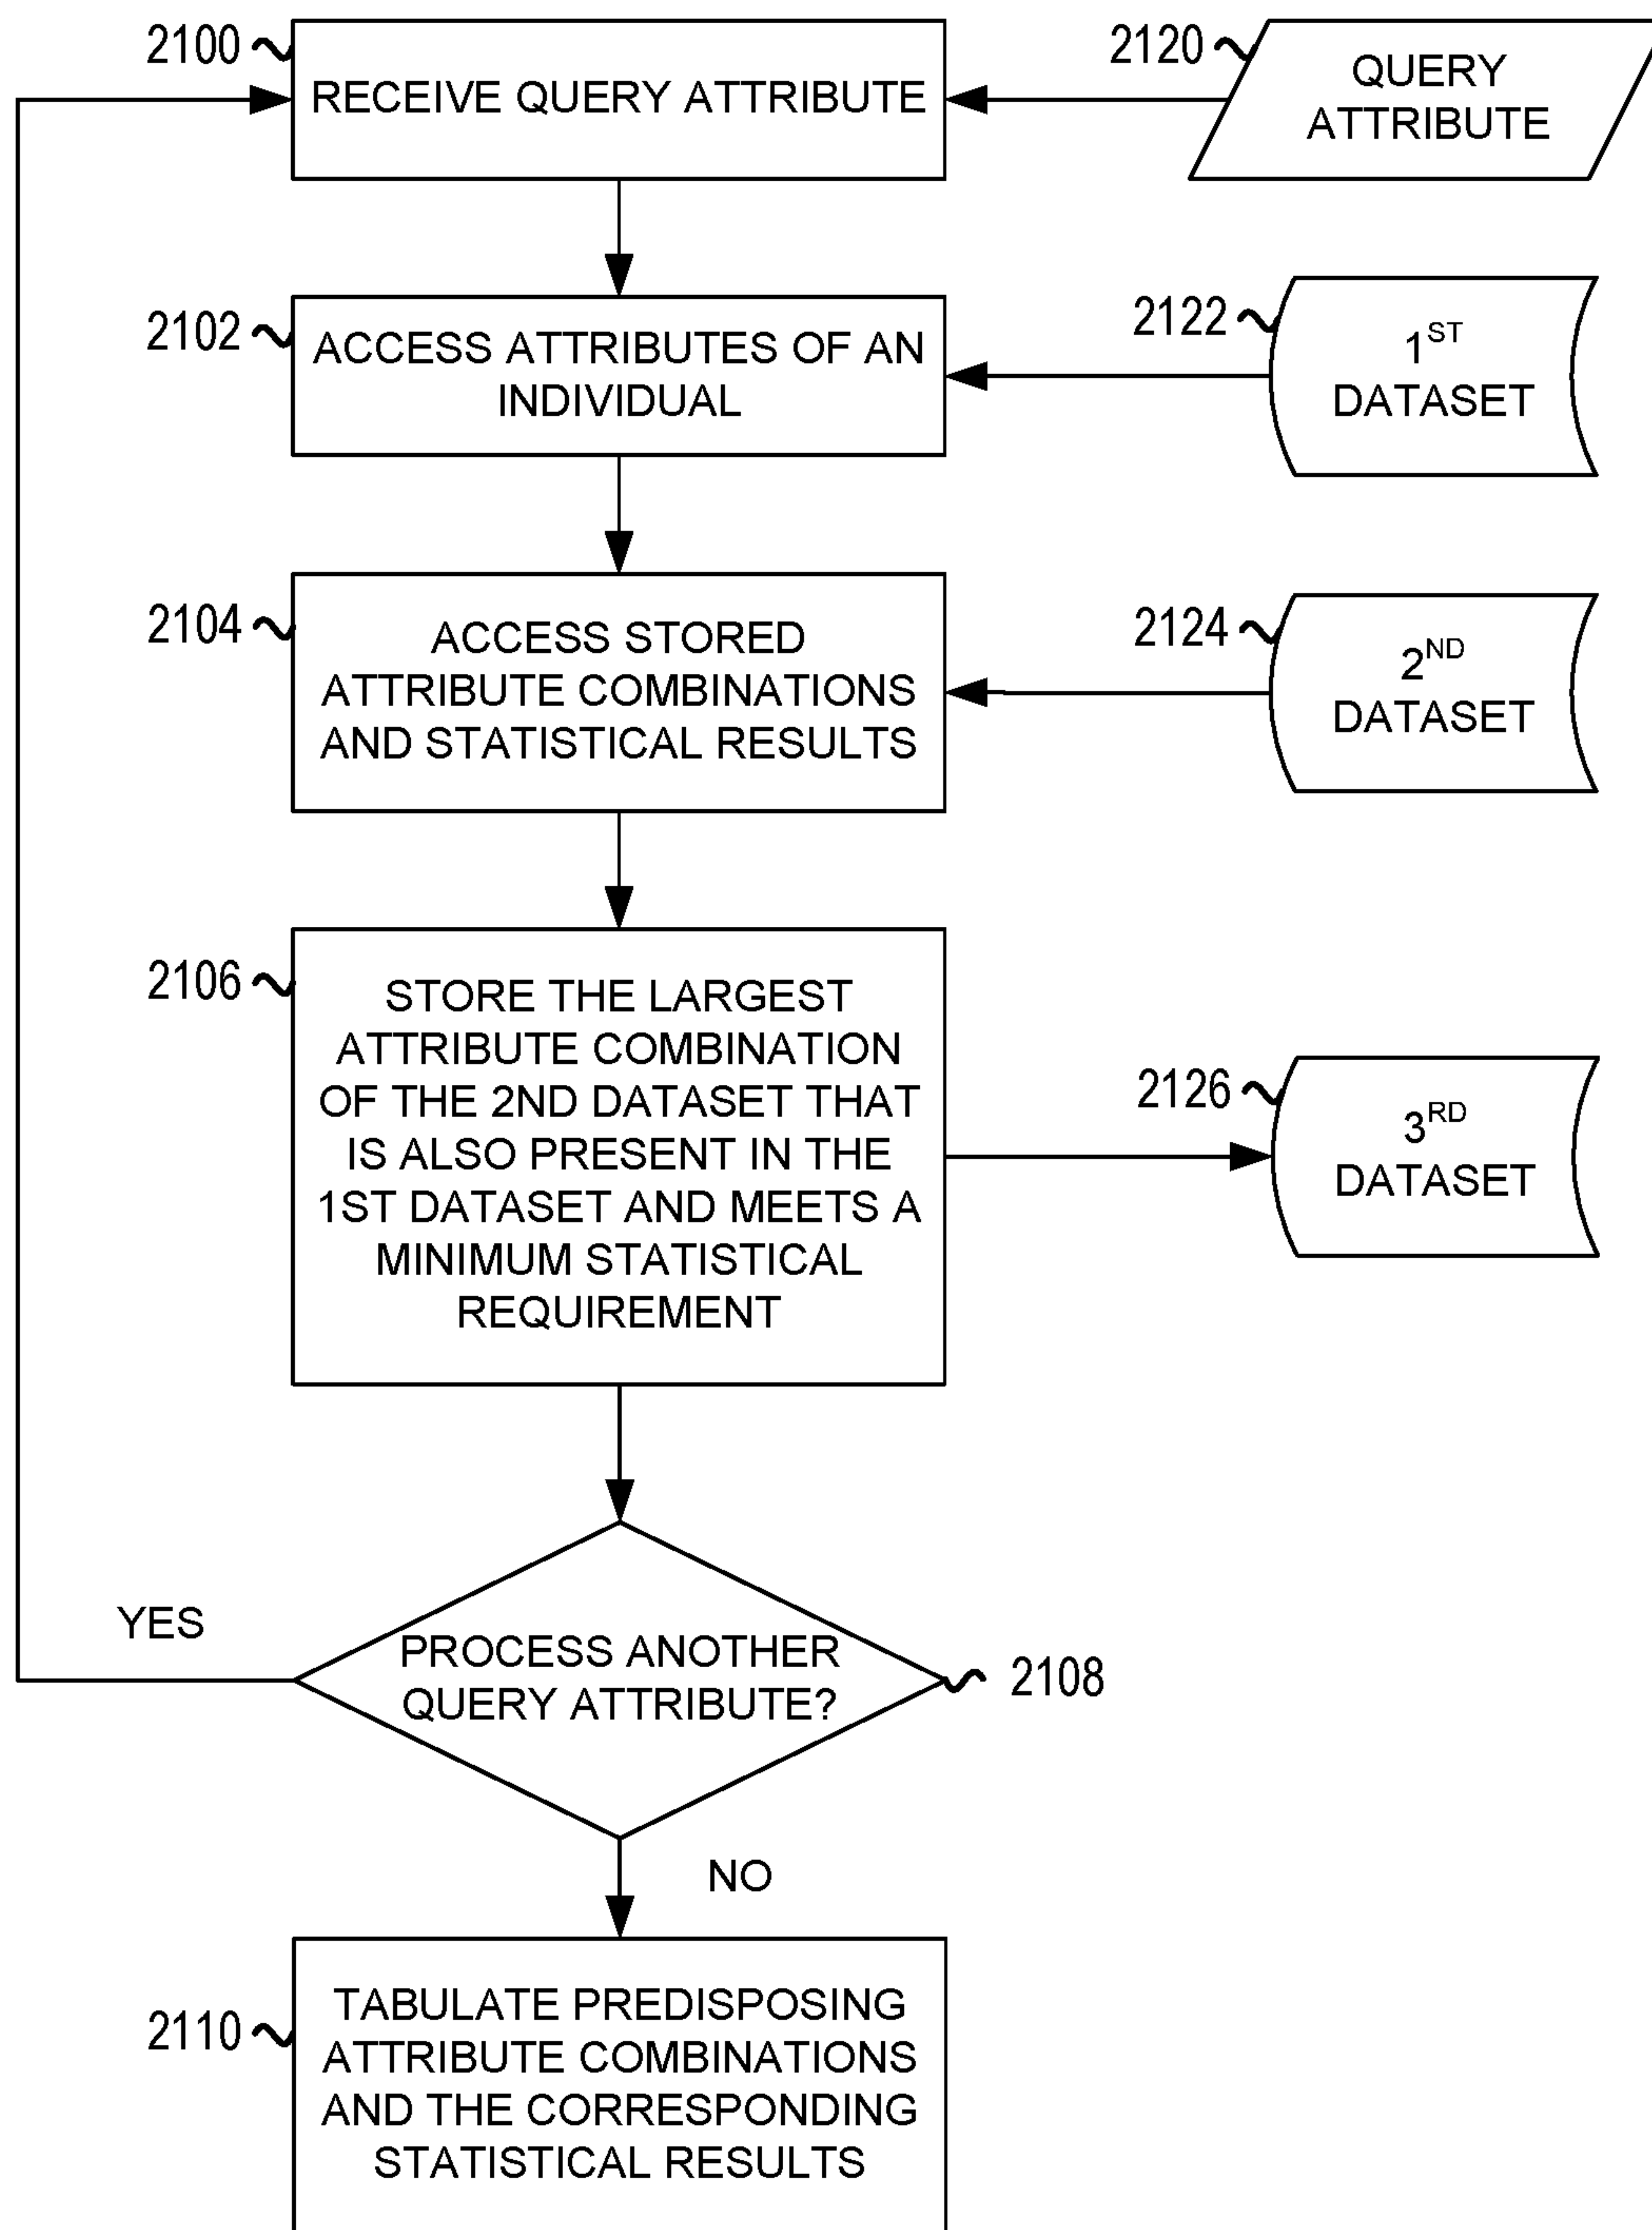 2100
RECEIVE QUERY ATTRIBUTE
2120
QUERY
ATTRIBUTE
2102
ACCESS ATTRIBUTES OF AN
INDIVIDUAL
2122
1ST
DATASET
2104
ACCESS STORED
ATTRIBUTE COMBINATIONS
AND STATISTICAL RESULTS
2124
2ND
DATASET
2106
STORE THE LARGEST
ATTRIBUTE COMBINATION
OF THE 2ND DATASET THAT
IS ALSO PRESENT IN THE
1ST DATASET AND MEETS A
MINIMUM STATISTICAL
REQUIREMENT
2126
3RD
DATASET
YES
PROCESS ANOTHER
QUERY ATTRIBUTE?
2108
NO
2110
TABULATE PREDISPOSING
ATTRIBUTE COMBINATIONS
AND THE CORRESPONDING
STATISTICAL RESULTS